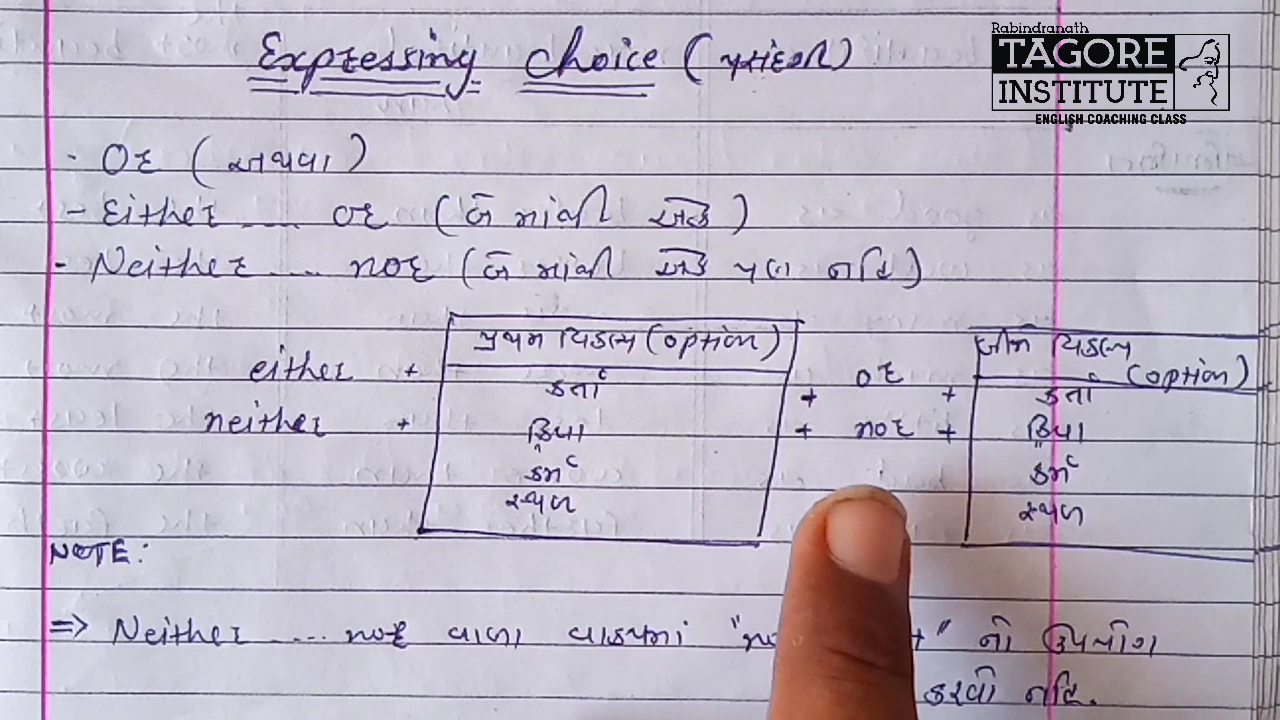 Rabindranath
TAGORE
INSTITUTE
ENGLISH COACHING CLASS
Expressing Choice (પસંદગી)
- Or (અથવા)
- Either .... or (બે માંથી એક)
- Neither .... nor (બે માંથી એક પણ નહિ)
પ્રથમ વિકલ્પ (option)
બીજો વિકલ્પ (option)
either + કર્તા + or + કર્તા
neither + ક્રિયા + nor + ક્રિયા
કર્મ કર્મ
સ્થળ સ્થળ
NOTE:
⇒ Neither .... nor વાળા વાક્યમાં " " નો ઉપયોગ
કરવો નહિ.